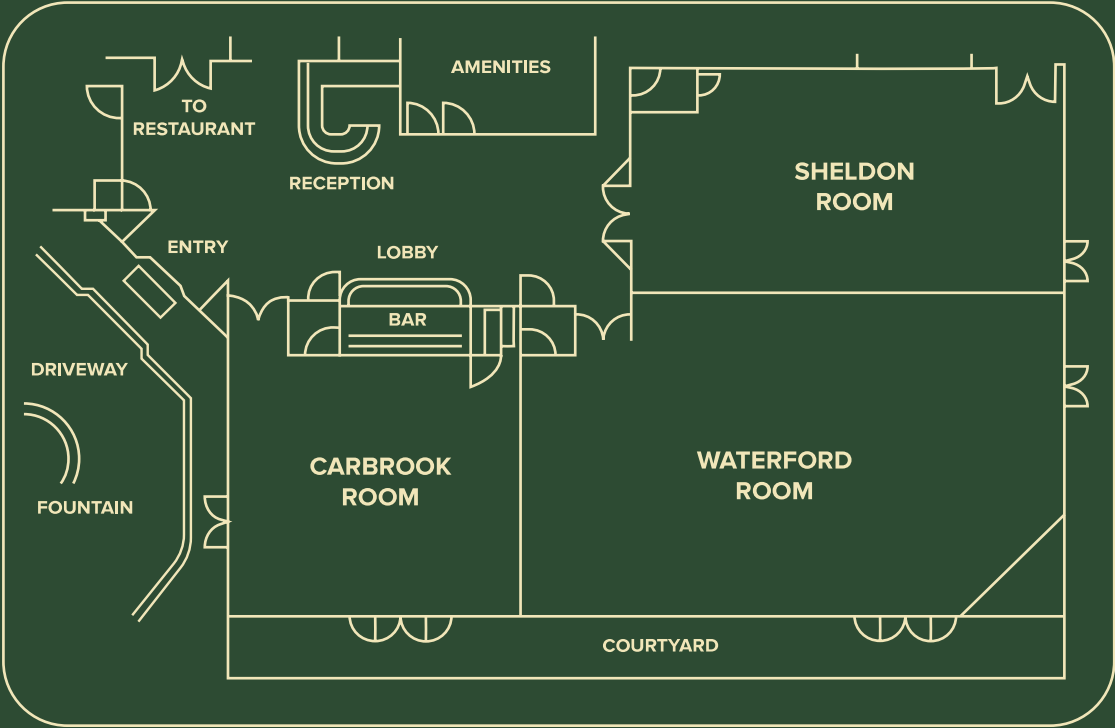 AMENITIES
TO
RESTAURANT
RECEPTION
SHELDON
ROOM
ENTRY
LOBBY
BAR
DRIVEWAY
CARBROOK
ROOM
WATERFORD
ROOM
FOUNTAIN
COURTYARD